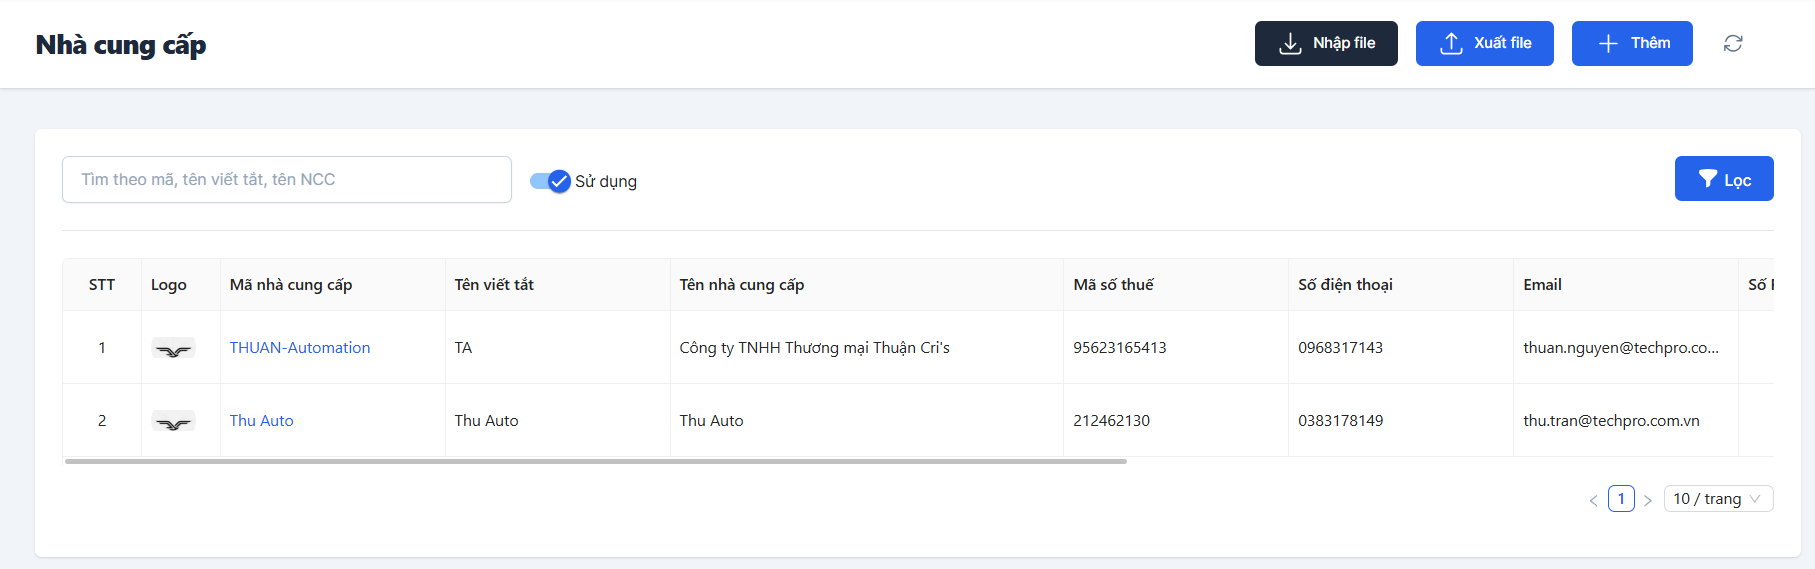 Nhà cung cấp
Nhập file
Xuất file
Thêm
Tìm theo mã, tên viết tắt, tên NCC
Sử dụng
Lọc
STT Logo Mã nhà cung cấp Tên viết tắt Tên nhà cung cấp Mã số thuế Số điện thoại Email Số
1 THUAN-Automation TA Công ty TNHH Thương mại Thuận Cri's 95623165413 0968317143 thuan.nguyen@techpro.co...
2 Thu Auto Thu Auto Thu Auto 212462130 0383178149 thu.tran@techpro.com.vn
< 1 > 10 / trang